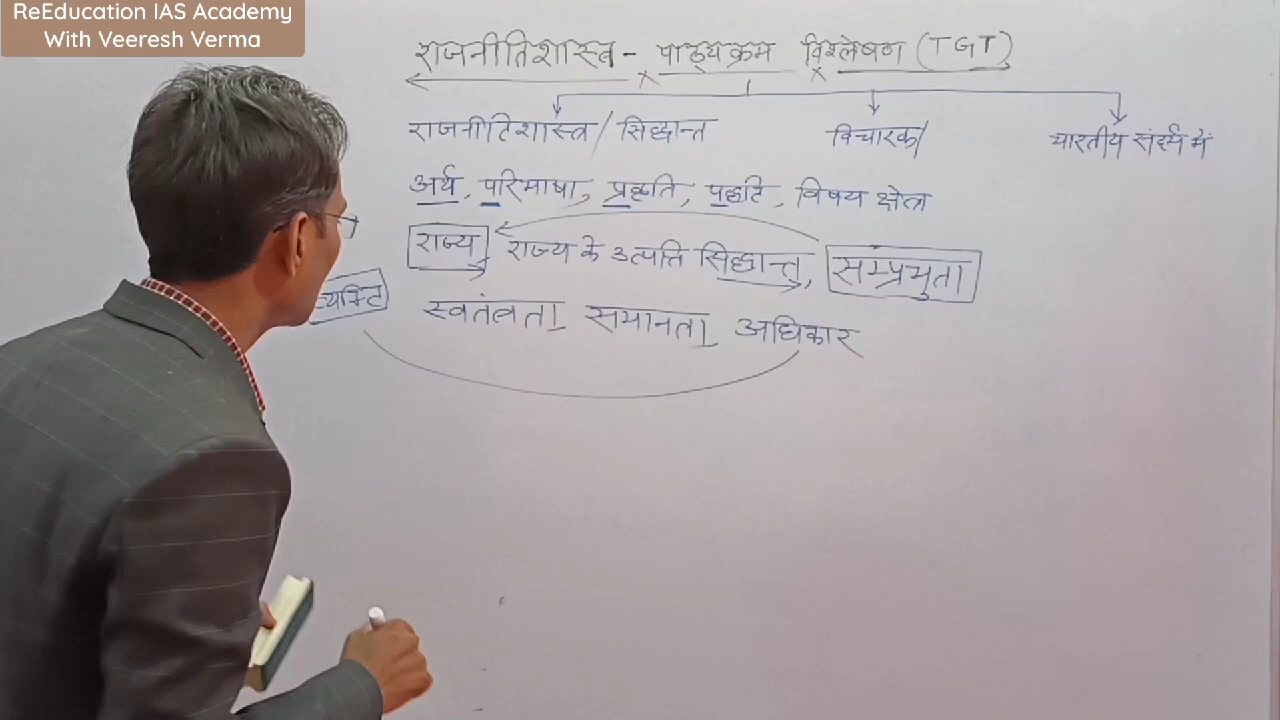 ReEducation IAS Academy
With Veeresh Verma
राजनीतिशास्त्र - पाठ्यक्रम विश्लेषण (TGT)
राजनीतिशास्त्र / सिद्धान्त विचारक / भारतीय संदर्भ में
अर्थ, परिभाषा, प्रकृति, पद्धति, विषय क्षेत्र
राज्य, राज्य के उत्पत्ति सिद्धान्त, सम्प्रभुता
व्यक्ति
स्वतंत्रता समानता अधिकार